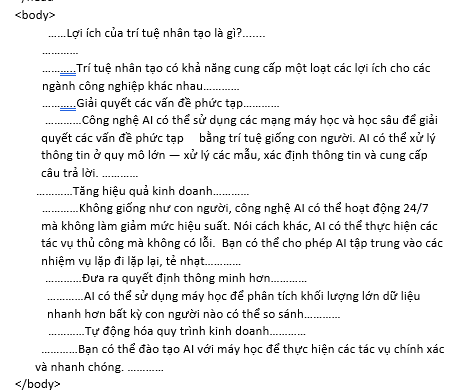 <body>
......Lợi ích của trí tuệ nhân tạo là gì?.......
............
............Trí tuệ nhân tạo có khả năng cung cấp một loạt các lợi ích cho các
ngành công nghiệp khác nhau............
............Giải quyết các vấn đề phức tạp............
............Công nghệ AI có thể sử dụng các mạng máy học và học sâu để giải
quyết các vấn đề phức tạp bằng trí tuệ giống con người. AI có thể xử lý
thông tin ở quy mô lớn — xử lý các mẫu, xác định thông tin và cung cấp
câu trả lời. ............
............Tăng hiệu quả kinh doanh............
............Không giống như con người, công nghệ AI có thể hoạt động 24/7
mà không làm giảm mức hiệu suất. Nói cách khác, AI có thể thực hiện các
tác vụ thủ công mà không có lỗi. Bạn có thể cho phép AI tập trung vào các
nhiệm vụ lặp đi lặp lại, tẻ nhạt............
............Đưa ra quyết định thông minh hơn............
............AI có thể sử dụng máy học để phân tích khối lượng lớn dữ liệu
nhanh hơn bất kỳ con người nào có thể so sánh............
............Tự động hóa quy trình kinh doanh............
............Bạn có thể đào tạo AI với máy học để thực hiện các tác vụ chính xác
và nhanh chóng. ............
</body>